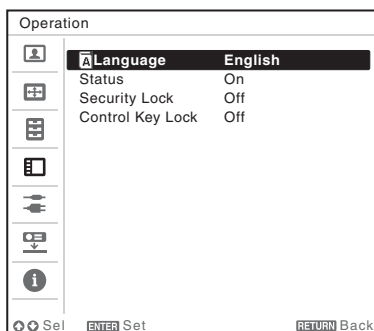 Operation
A Language English
Status On
Security Lock Off
Control Key Lock Off
Sel ENTER Set RETURN Back